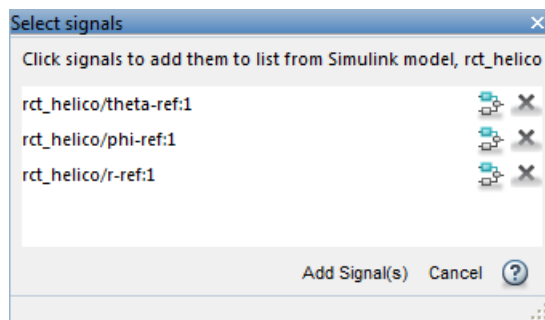 Select signals
Click signals to add them to list from Simulink model, rct_helico
rct_helico/theta-ref:1
rct_helico/phi-ref:1
rct_helico/r-ref:1
Add Signal(s) Cancel ?